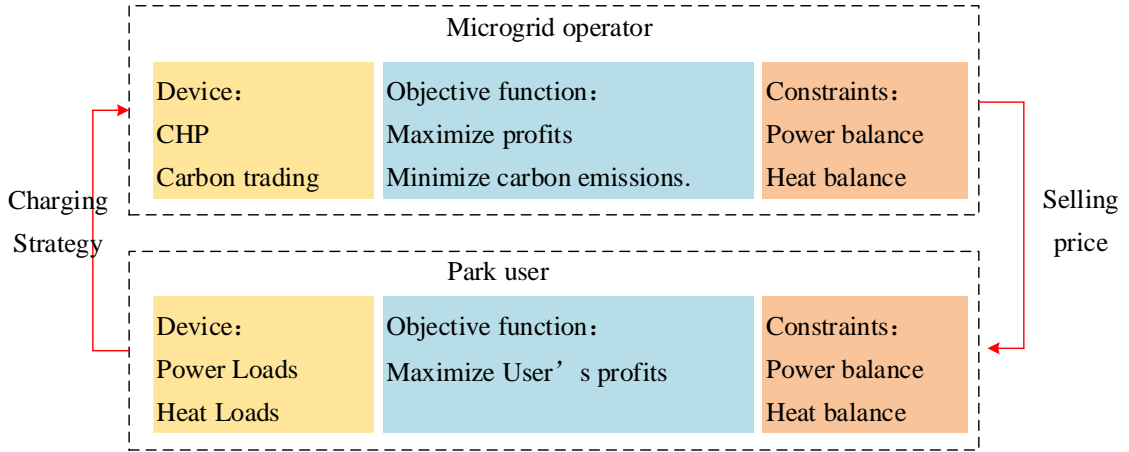 Microgrid operator
Device：
CHP
Carbon trading
Objective function：
Maximize profits
Minimize carbon emissions.
Constraints：
Power balance
Heat balance
Charging
Strategy
Selling
price
Park user
Device：
Power Loads
Heat Loads
Objective function：
Maximize User’s profits
Constraints：
Power balance
Heat balance